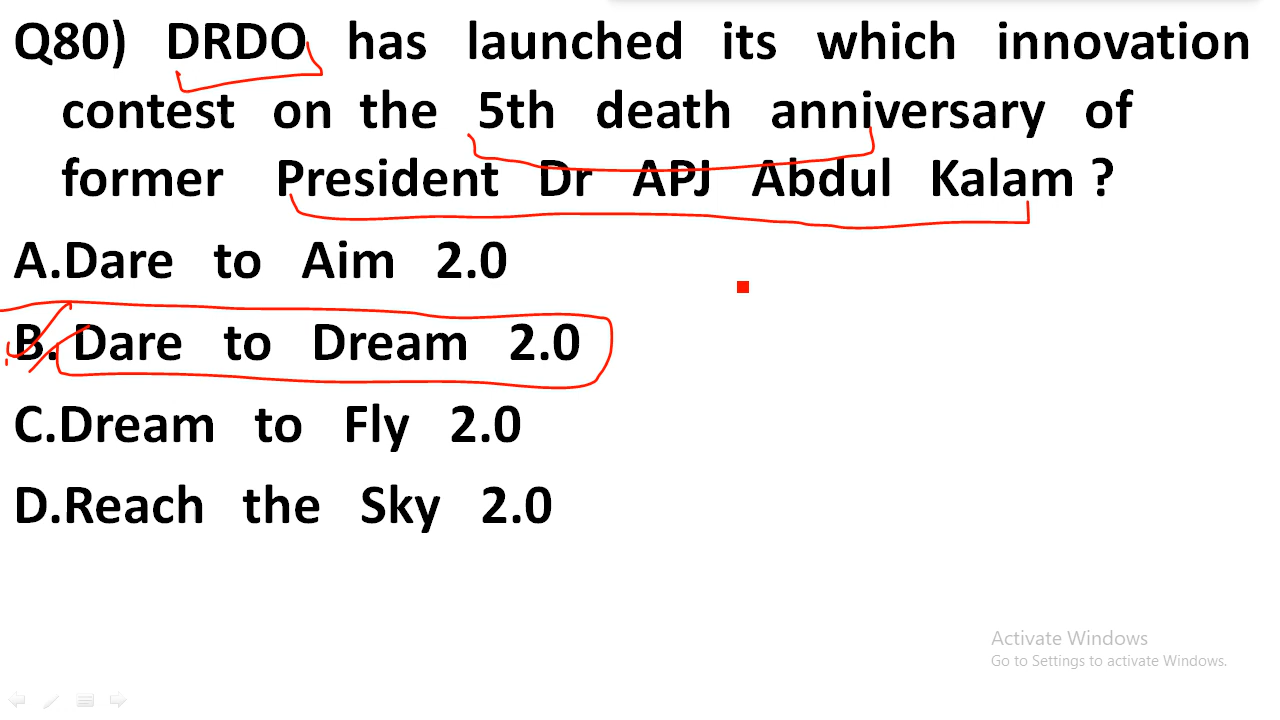 Q80) DRDO has launched its which innovation
contest on the 5th death anniversary of
former President Dr APJ Abdul Kalam ?
A.Dare to Aim 2.0
B. Dare to Dream 2.0
C.Dream to Fly 2.0
D.Reach the Sky 2.0
Activate Windows
Go to Settings to activate Windows.